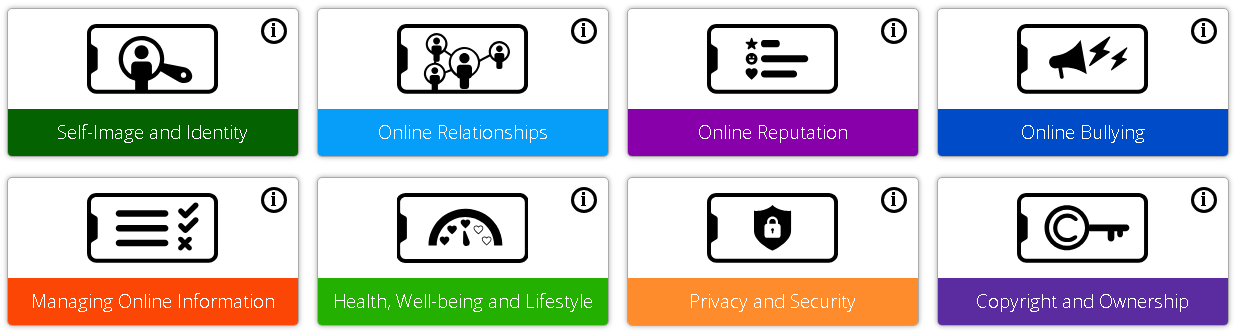 Self-Image and Identity
Online Relationships
Online Reputation
Online Bullying
Managing Online Information
Health, Well-being and Lifestyle
Privacy and Security
Copyright and Ownership